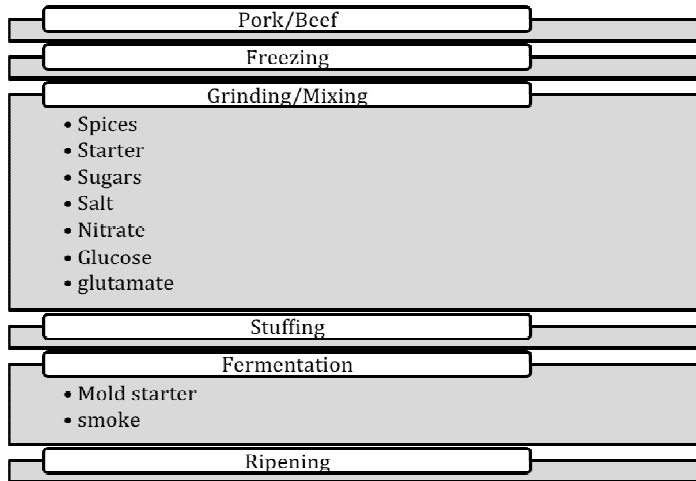 Pork/Beef
Freezing
Grinding/Mixing
• Spices
• Starter
• Sugars
• Salt
• Nitrate
• Glucose
• glutamate
Stuffing
Fermentation
• Mold starter
• smoke
Ripening